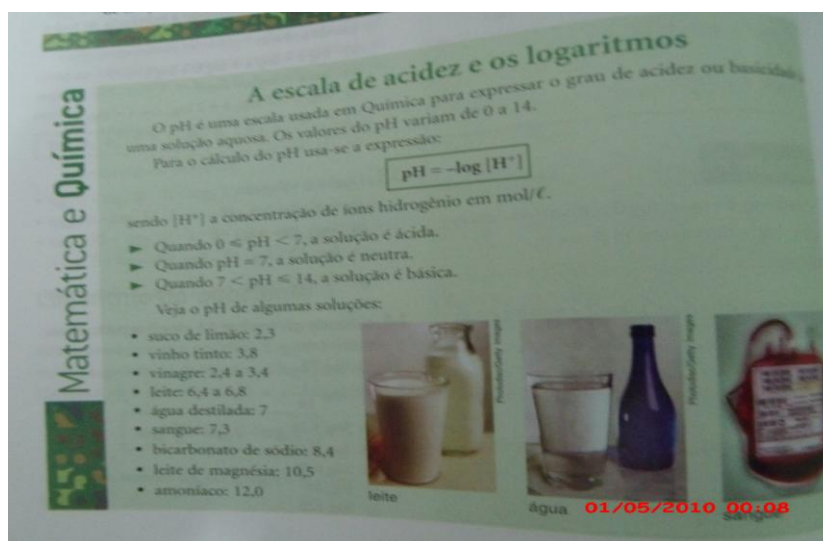 Matemática e Química
A escala de acidez e os logaritmos
O pH é uma escala usada em Química para expressar o grau de acidez ou basicidade
uma solução aquosa. Os valores do pH variam de 0 a 14.
Para o cálculo do pH usa-se a expressão:
pH = –log [H⁺]
sendo [H⁺] a concentração de íons hidrogênio em mol/ℓ.
► Quando 0 ⩽ pH < 7, a solução é ácida.
► Quando pH = 7, a solução é neutra.
► Quando 7 < pH ⩽ 14, a solução é básica.
Veja o pH de algumas soluções:
• suco de limão: 2,3
• vinho tinto: 3,8
• vinagre: 2,4 a 3,4
• leite: 6,4 a 6,8
• água destilada: 7
• sangue: 7,3
• bicarbonato de sódio: 8,4
• leite de magnésia: 10,5
• amoníaco: 12,0
Photodisc/Getty Images
leite
Photodisc/Getty Images
água
sangue
01/05/2010 00:08